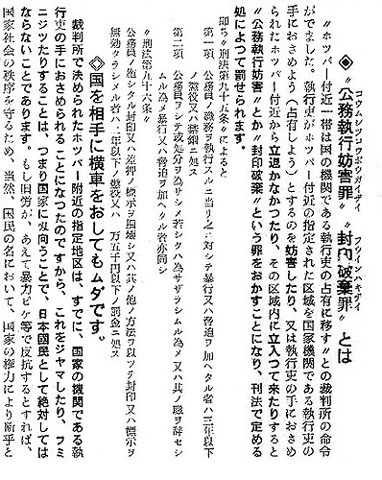 コウムシツコウボウガイザイ　フウインハキザイ
◈〝公務執行妨害罪〟〝封印破棄罪〟とは
〝ホッパー付近一帯は国の機関である執行吏の占有に移す〟との裁判所の命令
がでました。執行吏がホッパー付近の指定された区域を国家機関である執行吏の
手におさめよう（占有しよう）とするのを妨害したり、又は執行吏の手におさめ
られたホッパー付近から立退かなかつたり、その区域内に立入つて来たりすると
〝公務執行妨害〟とか〝封印破棄〟という罪をおかすことになり、刑法で定める
処によつて罰せられます。
即ち〝刑法第九十五条〟によると
第一項　公務員ノ職務ヲ執行スルニ当リ之ニ対シテ暴行又ハ脅迫ヲ加ヘタル者ハ三年以下
ノ懲役又ハ禁錮ニ処ス
第二項　公務員ヲシテ或処分ヲ為サシメ若シクハ為サザラシムル為メ又ハ其ノ職ヲ辞セシ
ムル為メ暴行又ハ脅迫ヲ加ヘタル者亦同シ
〝刑法第九十六条〟
公務員ノ施シタル封印又ハ差押ノ標示ヲ損壊シ又ハ其ノ他ノ方法ヲ以ツテ封印又ハ標示ヲ
無効タラシメル者ハ二年以下ノ懲役又ハ一万五千円以下ノ罰金ニ処ス
◇国を相手に横車をおしてもムダです。
裁判所で決められたホッパー附近の指定地区は、すでに、国家の機関である執
行吏の手におさめられることになつたのですから、これをジャマしたり、フミ
ニジッたりすることは、つまり国家に刄向うことで、日本国民として絶対しては
ならないことであります。もし旧労が、あえて暴力ピケ等で反抗するとすれば、
国家社会の秩序を守るため、当然、国民の名において、国家の権力により断乎と